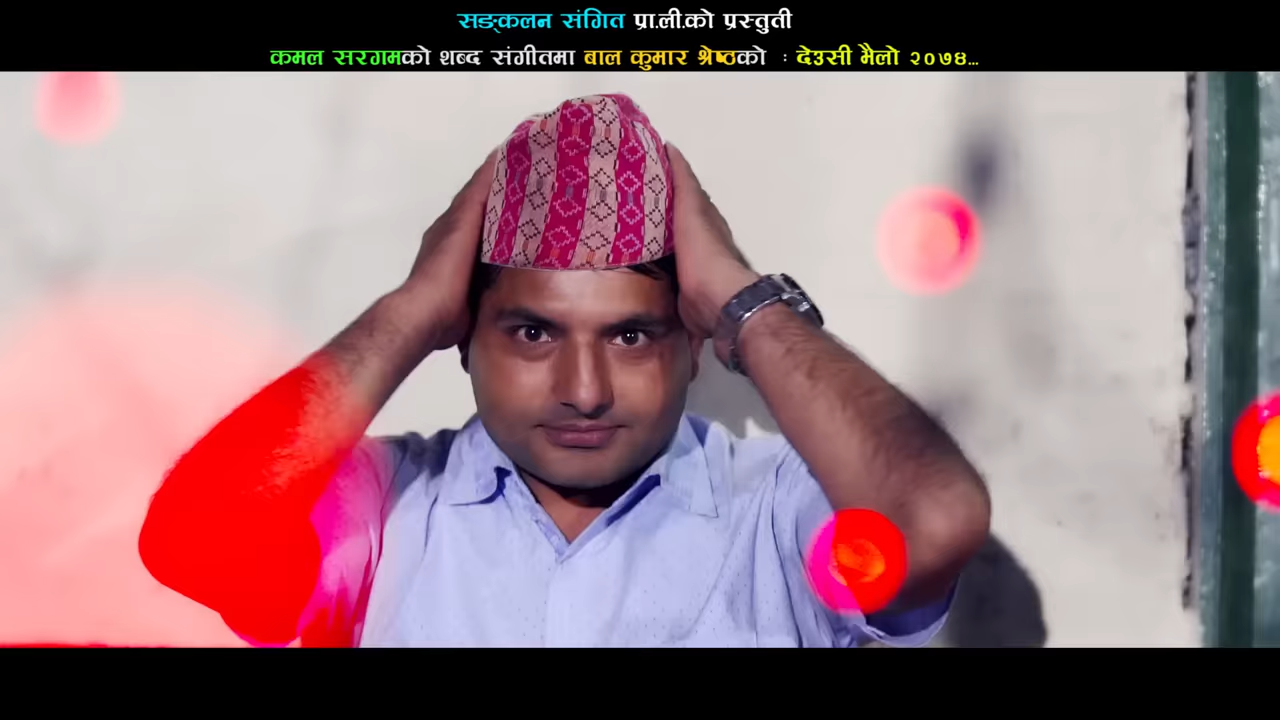 सङ्कलन संगित प्रा.ली.को प्रस्तुती
कमल सरगमको शब्द संगीतमा बाल कुमार श्रेष्ठको : देउसी भैलो २०७४...